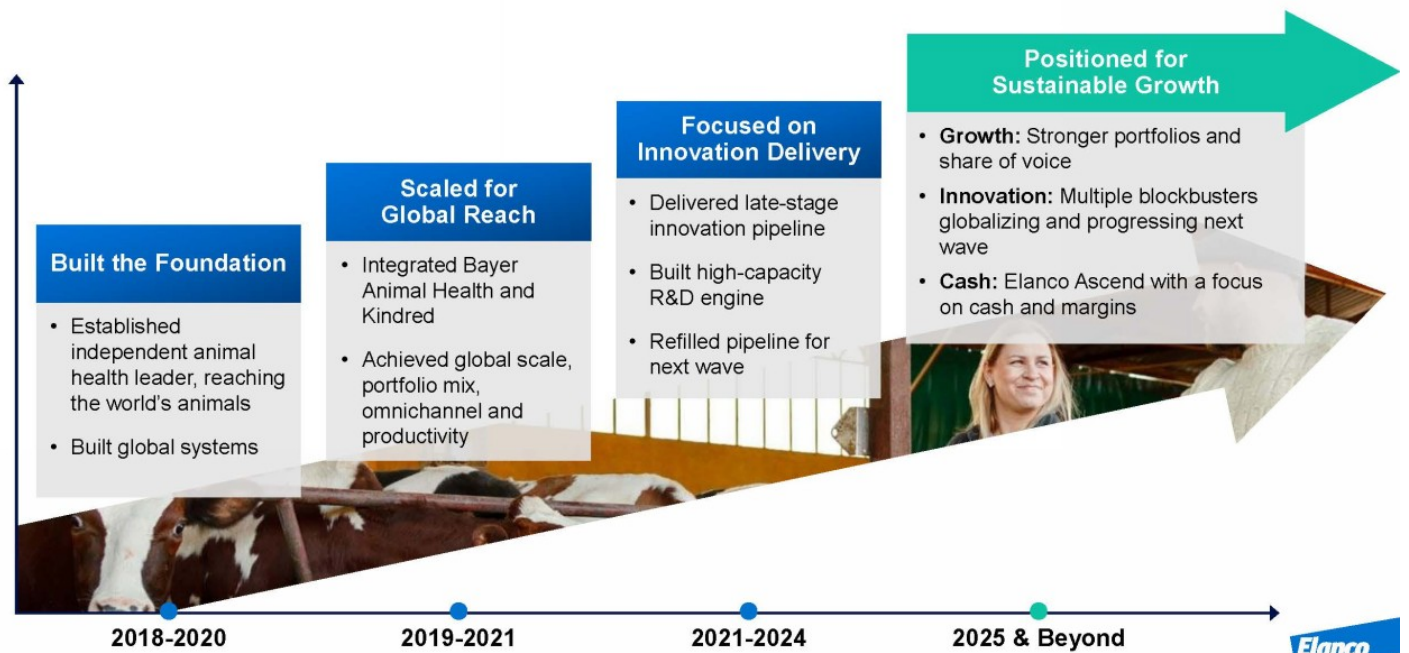 Built the Foundation
• Established
independent animal
health leader, reaching
the world’s animals
• Built global systems
Scaled for
Global Reach
• Integrated Bayer
Animal Health and
Kindred
• Achieved global scale,
portfolio mix,
omnichannel and
productivity
Focused on
Innovation Delivery
• Delivered late-stage
innovation pipeline
• Built high-capacity
R&D engine
• Refilled pipeline for
next wave
Positioned for
Sustainable Growth
• Growth: Stronger portfolios and
share of voice
• Innovation: Multiple blockbusters
globalizing and progressing next
wave
• Cash: Elanco Ascend with a focus
on cash and margins
2018-2020
2019-2021
2021-2024
2025 & Beyond
Elanco